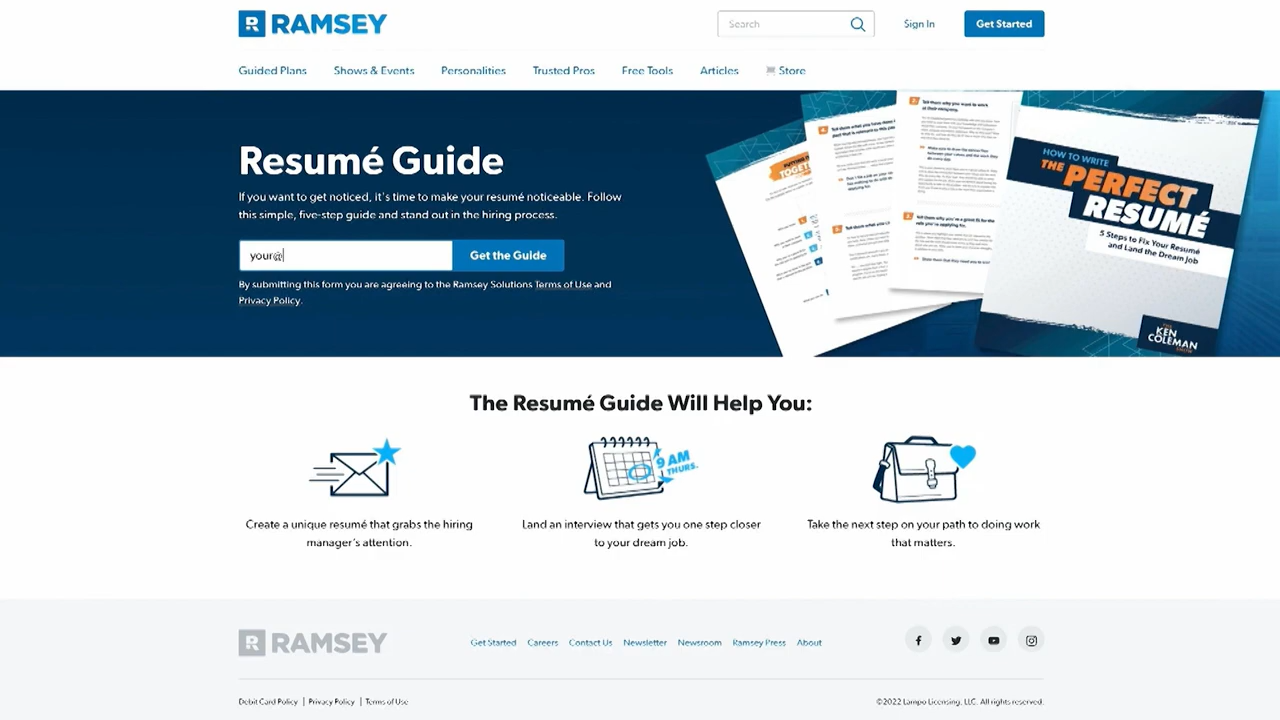 RAMSEY
Search
Sign In
Get Started
Guided Plans
Shows & Events
Personalities
Trusted Pros
Free Tools
Articles
Store
Resumé Guide
to get noticed, it's time to make your resumé noticeable. Follow
this simple, five-step guide and stand out in the hiring process.
Get the Guide
By submitting this form you are agreeing to the Ramsey Solutions Terms of Use and
Privacy Policy.
HOW TO WRITE
THE PERFECT
RESUMÉ
5 Steps to Fix Your Resumé
and Land the Dream Job
THE
KEN
COLEMAN
SHOW
The Resumé Guide Will Help You:
9 AM
THURS.
Create a unique resumé that grabs the hiring
manager's attention.
Land an interview that gets you one step closer
to your dream job.
Take the next step on your path to doing work
that matters.
RAMSEY
Get Started
Careers
Contact Us
Newsletter
Newsroom
Ramsey Press
About
Debit Card Policy | Privacy Policy | Terms of Use
©2022 Lampo Licensing, LLC. All rights reserved.